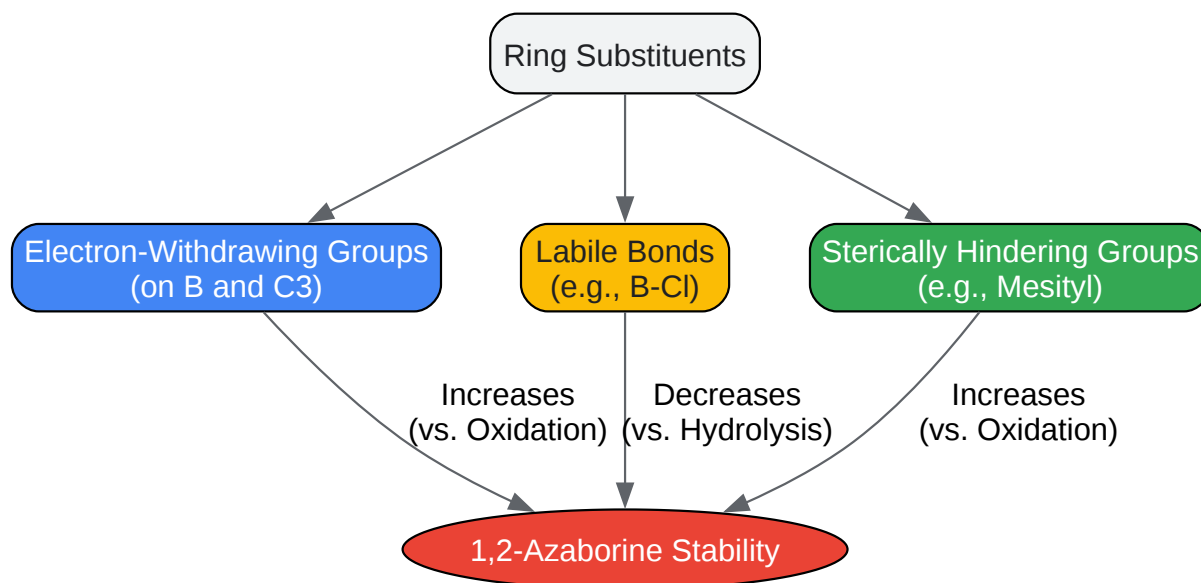 Ring Substituents
Electron-Withdrawing Groups
(on B and C3)
Labile Bonds
(e.g., B-Cl)
Sterically Hindering Groups
(e.g., Mesityl)
Increases
(vs. Oxidation)
Decreases
(vs. Hydrolysis)
Increases
(vs. Oxidation)
1,2-Azaborine Stability